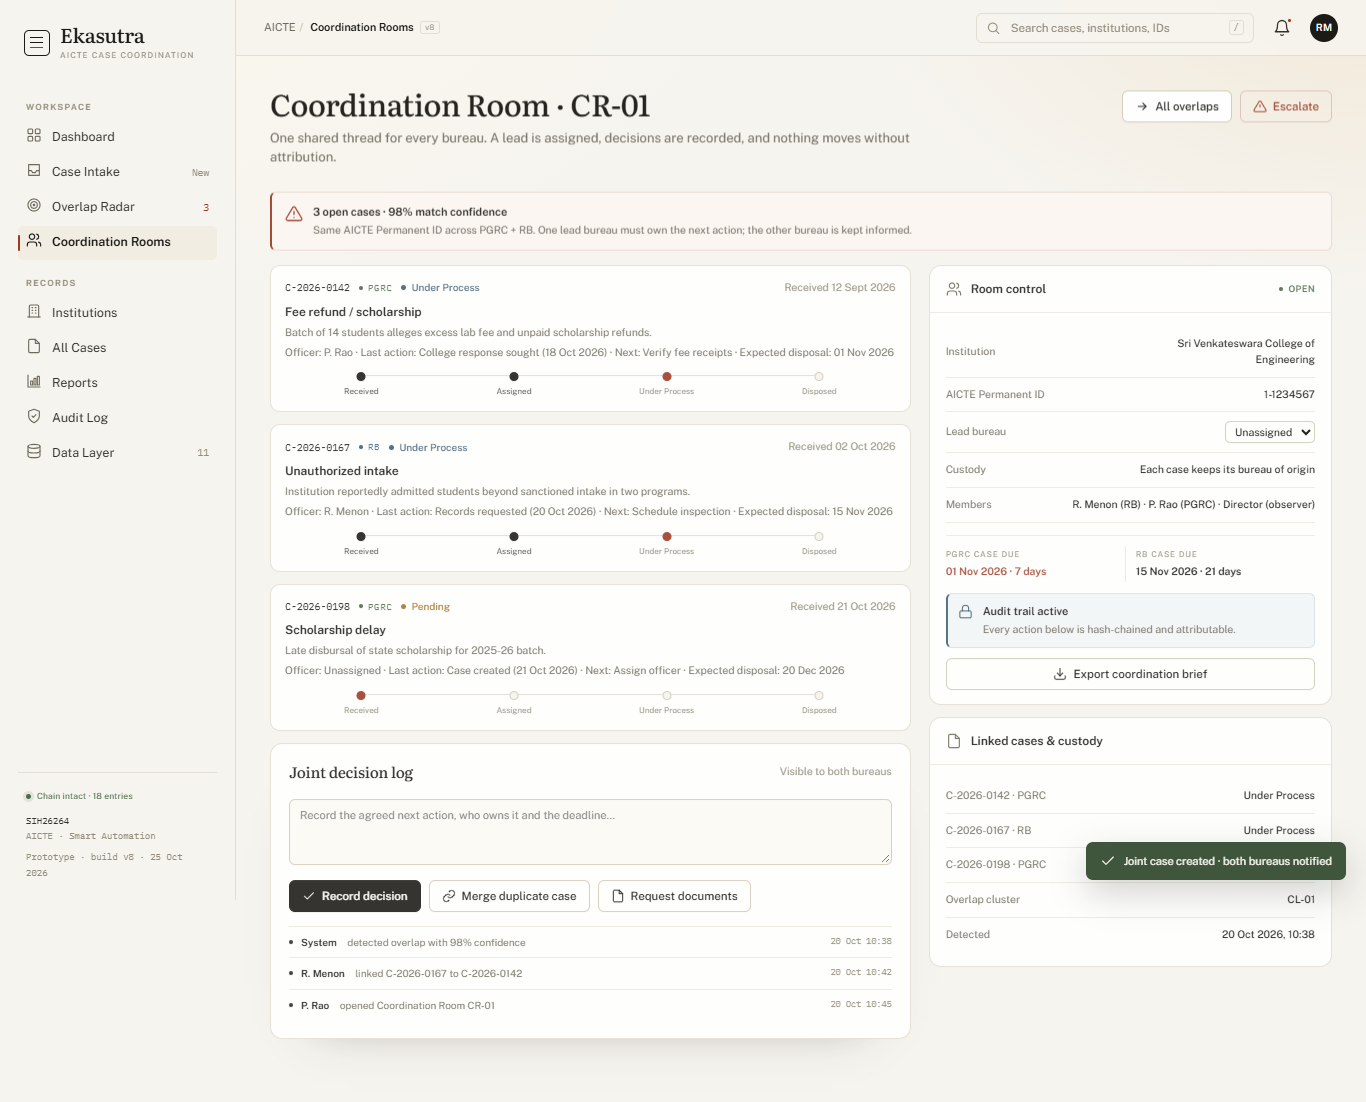 Ekasutra
AICTE CASE COORDINATION
WORKSPACE
Dashboard
Case Intake New
Overlap Radar 3
Coordination Rooms
RECORDS
Institutions
All Cases
Reports
Audit Log
Data Layer 11
Chain intact · 18 entries
SIH26264
AICTE · Smart Automation
Prototype · build v8 · 25 Oct
2026
AICTE / Coordination Rooms v8
Search cases, institutions, IDs /
RM
Coordination Room · CR-01
One shared thread for every bureau. A lead is assigned, decisions are recorded, and nothing moves without
attribution.
All overlaps
Escalate
3 open cases · 98% match confidence
Same AICTE Permanent ID across PGRC + RB. One lead bureau must own the next action; the other bureau is kept informed.
C-2026-0142 PGRC Under Process Received 12 Sept 2026
Fee refund / scholarship
Batch of 14 students alleges excess lab fee and unpaid scholarship refunds.
Officer: P. Rao · Last action: College response sought (18 Oct 2026) · Next: Verify fee receipts · Expected disposal: 01 Nov 2026
Received Assigned Under Process Disposed
C-2026-0167 RB Under Process Received 02 Oct 2026
Unauthorized intake
Institution reportedly admitted students beyond sanctioned intake in two programs.
Officer: R. Menon · Last action: Records requested (20 Oct 2026) · Next: Schedule inspection · Expected disposal: 15 Nov 2026
Received Assigned Under Process Disposed
C-2026-0198 PGRC Pending Received 21 Oct 2026
Scholarship delay
Late disbursal of state scholarship for 2025-26 batch.
Officer: Unassigned · Last action: Case created (21 Oct 2026) · Next: Assign officer · Expected disposal: 20 Dec 2026
Received Assigned Under Process Disposed
Joint decision log Visible to both bureaus
Record the agreed next action, who owns it and the deadline…
Record decision
Merge duplicate case
Request documents
System detected overlap with 98% confidence 20 Oct 10:38
R. Menon linked C-2026-0167 to C-2026-0142 20 Oct 10:42
P. Rao opened Coordination Room CR-01 20 Oct 10:45
Room control OPEN
Institution Sri Venkateswara College of
Engineering
AICTE Permanent ID 1-1234567
Lead bureau Unassigned
Custody Each case keeps its bureau of origin
Members R. Menon (RB) · P. Rao (PGRC) · Director (observer)
PGRC CASE DUE RB CASE DUE
01 Nov 2026 · 7 days 15 Nov 2026 · 21 days
Audit trail active
Every action below is hash-chained and attributable.
Export coordination brief
Linked cases & custody
C-2026-0142 · PGRC Under Process
C-2026-0167 · RB Under Process
C-2026-0198 · PGRC
Joint case created · both bureaus notified
Overlap cluster CL-01
Detected 20 Oct 2026, 10:38